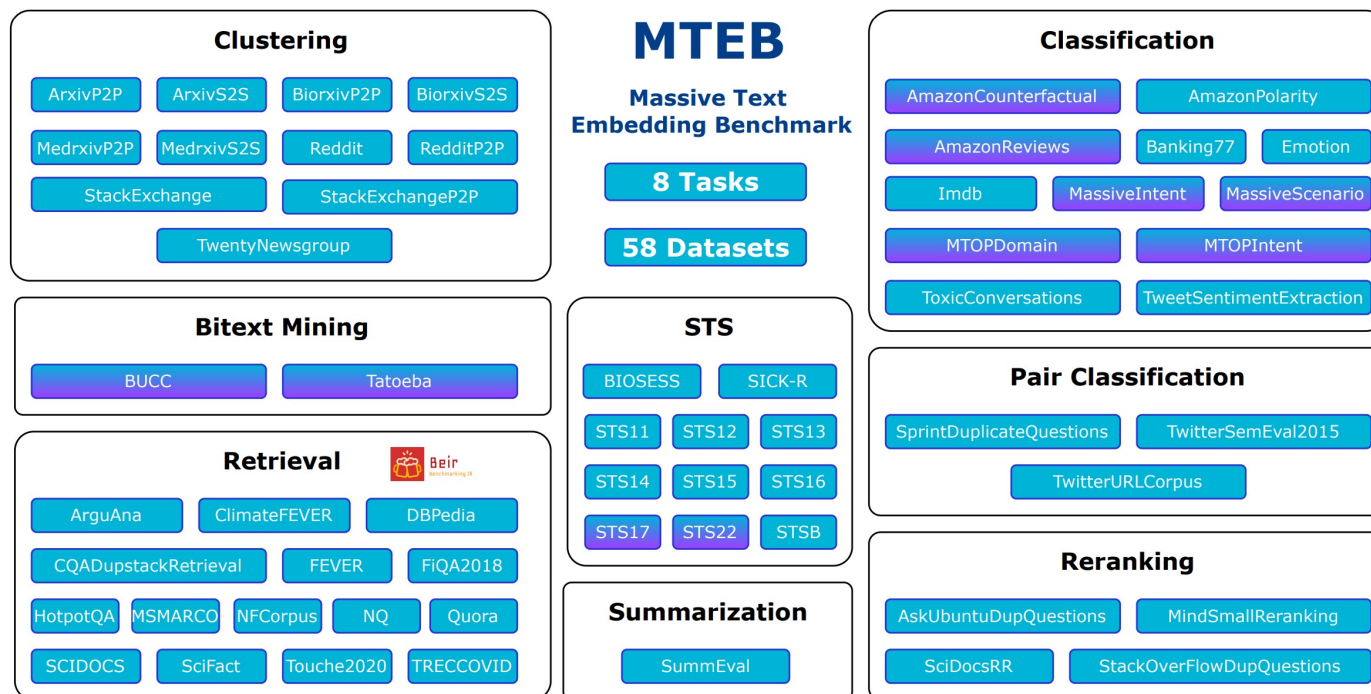 MTEB
Massive Text
Embedding Benchmark
8 Tasks
58 Datasets
Clustering
ArxivP2P ArxivS2S BiorxivP2P BiorxivS2S
MedrxivP2P MedrxivS2S Reddit RedditP2P
StackExchange StackExchangeP2P
TwentyNewsgroup
Bitext Mining
BUCC Tatoeba
Retrieval
Beir
Benchmarking IR
ArguAna ClimateFEVER DBPedia
CQADupstackRetrieval FEVER FiQA2018
HotpotQA MSMARCO NFCorpus NQ Quora
SCIDOCS SciFact Touche2020 TRECCOVID
STS
BIOSESS SICK-R
STS11 STS12 STS13
STS14 STS15 STS16
STS17 STS22 STSB
Summarization
SummEval
Classification
AmazonCounterfactual AmazonPolarity
AmazonReviews Banking77 Emotion
Imdb MassiveIntent MassiveScenario
MTOPDomain MTOPIntent
ToxicConversations TweetSentimentExtraction
Pair Classification
SprintDuplicateQuestions TwitterSemEval2015
TwitterURLCorpus
Reranking
AskUbuntuDupQuestions MindSmallReranking
SciDocsRR StackOverFlowDupQuestions